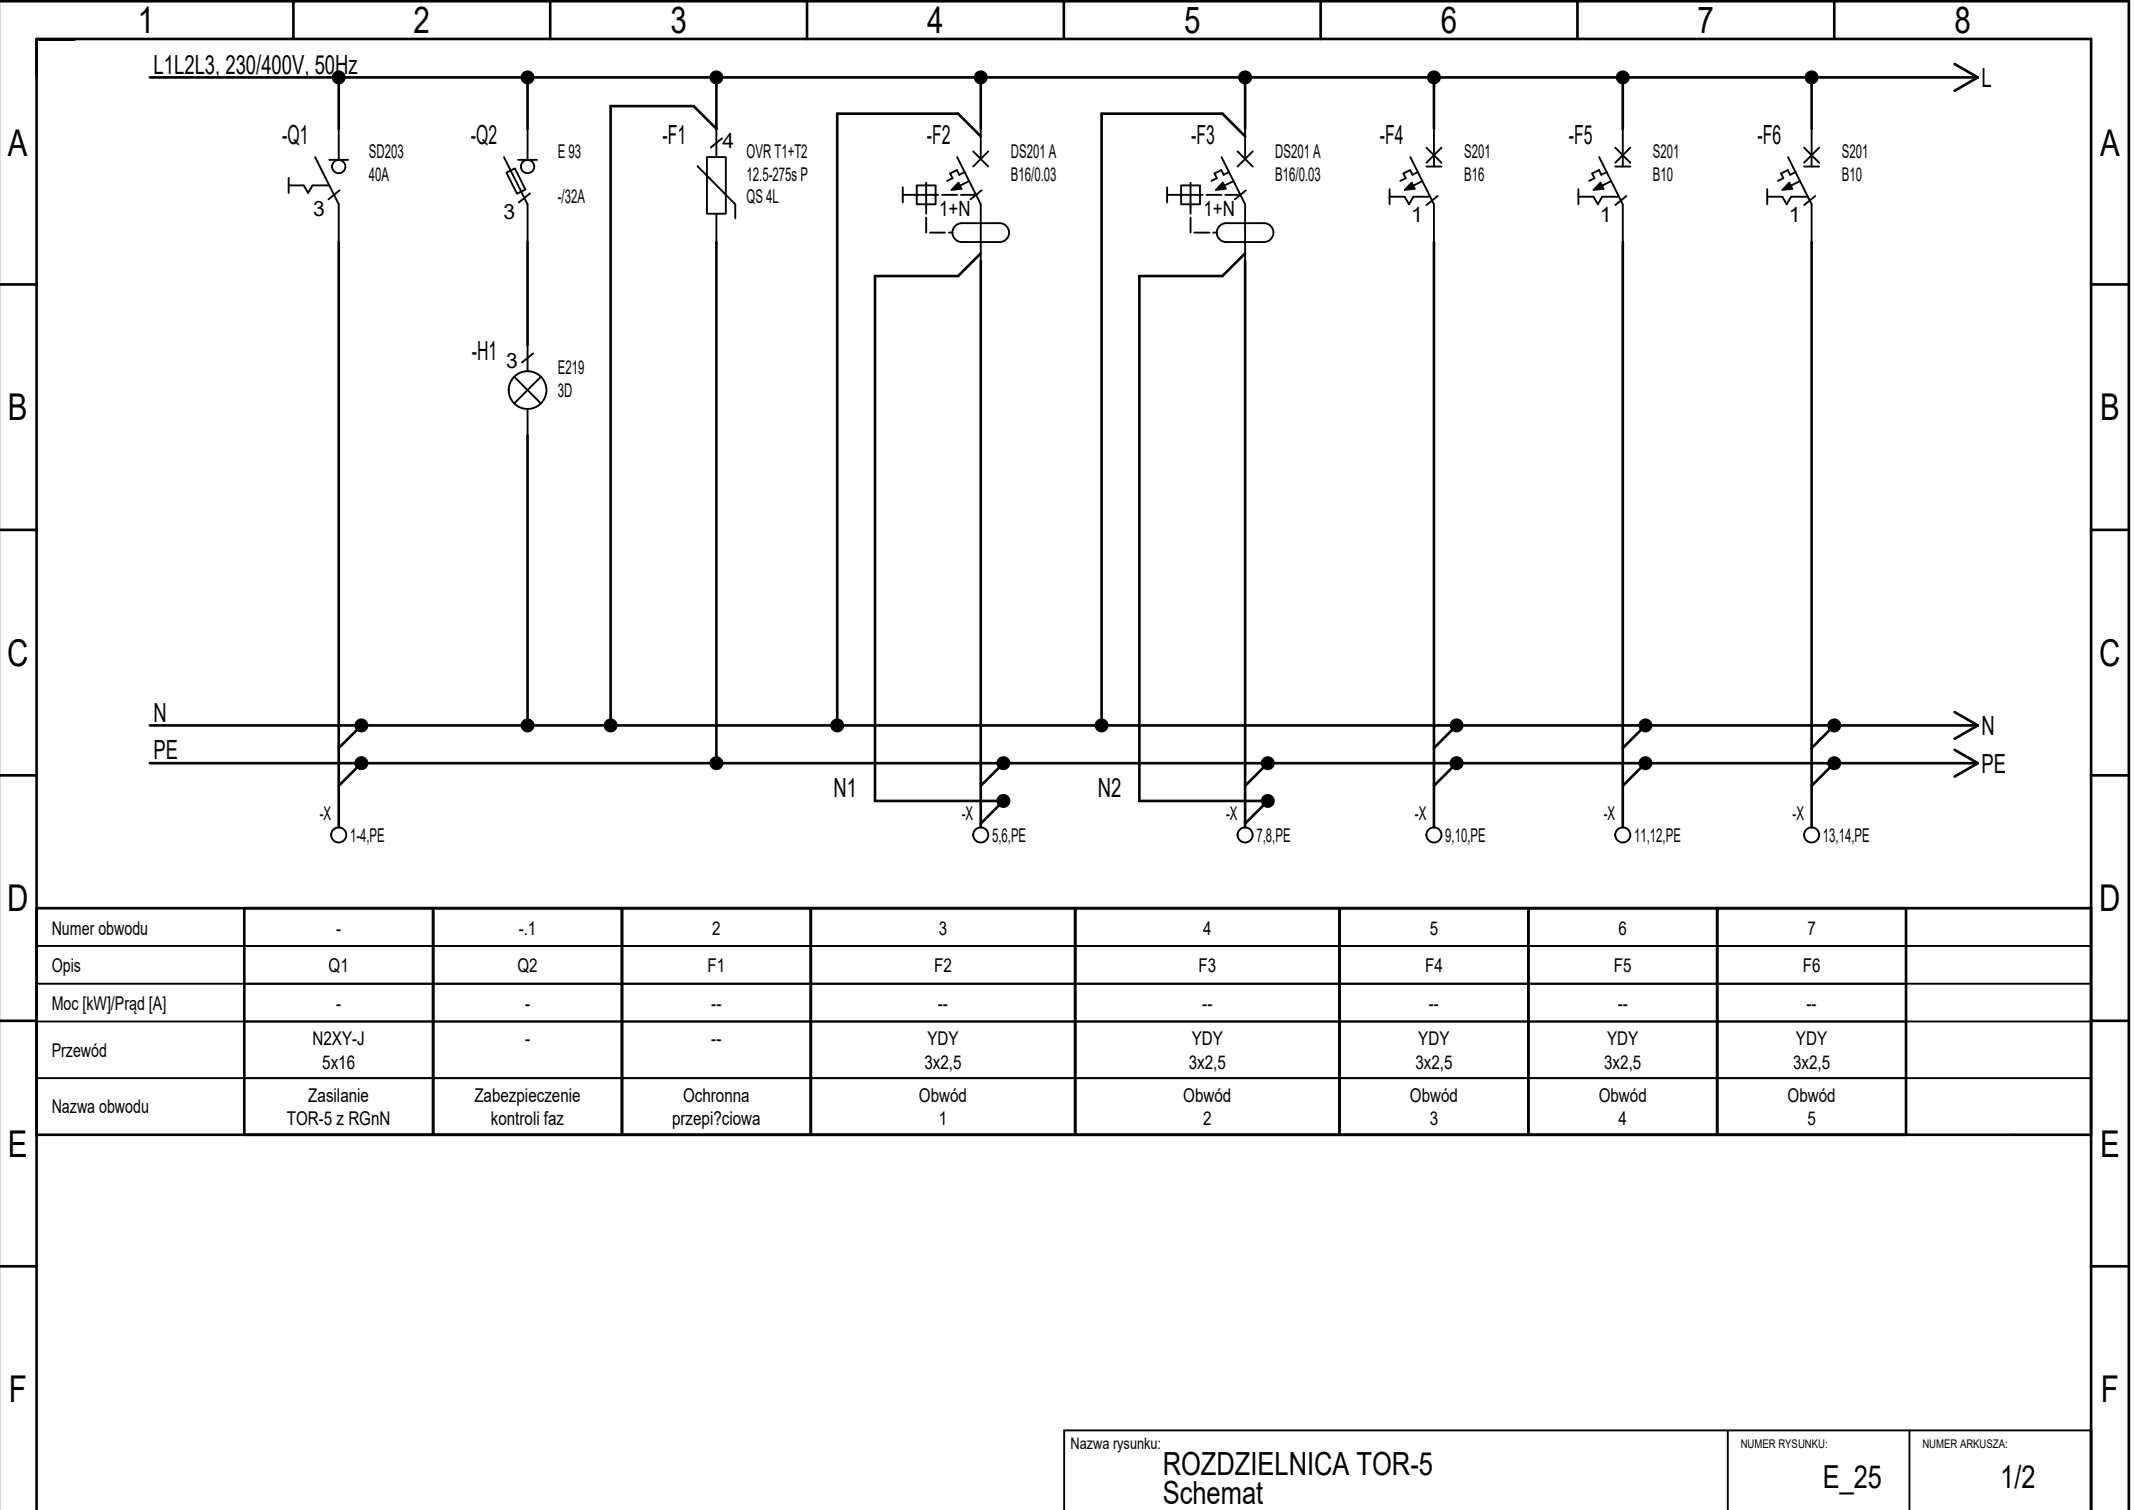 1 2 3 4 5 6 7 8
L1L2L3, 230/400V, 50Hz
L
A
A
-Q1
SD203
40A
3
-Q2
E 93
-/32A
3
-F1
4
OVR T1+T2
12.5-275s P
QS 4L
-F2
DS201 A
B16/0.03
1+N
-F3
DS201 A
B16/0.03
1+N
-F4
S201
B16
1
-F5
S201
B10
1
-F6
S201
B10
1
-H1
3
E219
3D
B
B
C
C
N
N
PE
PE
N1
N2
-X
1-4,PE
-X
5,6,PE
-X
7,8,PE
-X
9,10,PE
-X
11,12,PE
-X
13,14,PE
D
D
Numer obwodu - -.1 2 3 4 5 6 7
Opis Q1 Q2 F1 F2 F3 F4 F5 F6
Moc [kW]/Prąd [A] - - -- -- -- -- -- --
Przewód
N2XY-J
5x16
-
--
YDY
3x2,5
YDY
3x2,5
YDY
3x2,5
YDY
3x2,5
YDY
3x2,5
Nazwa obwodu
Zasilanie
TOR-5 z RGnN
Zabezpieczenie
kontroli faz
Ochronna
przepi?ciowa
Obwód
1
Obwód
2
Obwód
3
Obwód
4
Obwód
5
E
E
F
F
Nazwa rysunku:
ROZDZIELNICA TOR-5
Schemat
NUMER RYSUNKU:
E_25
NUMER ARKUSZA:
1/2